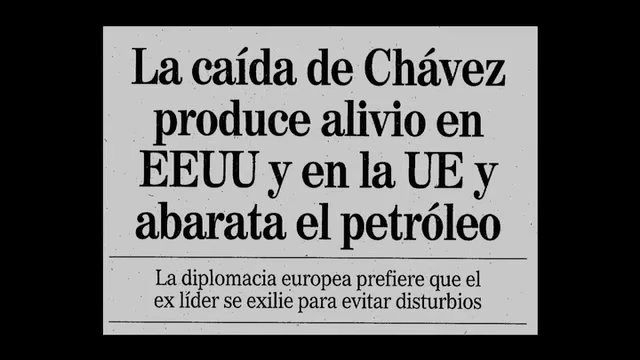 La caída de Chávez
produce alivio en
EEUU y en la UE y
abarata el petróleo
La diplomacia europea prefiere que el
ex líder se exilie para evitar disturbios